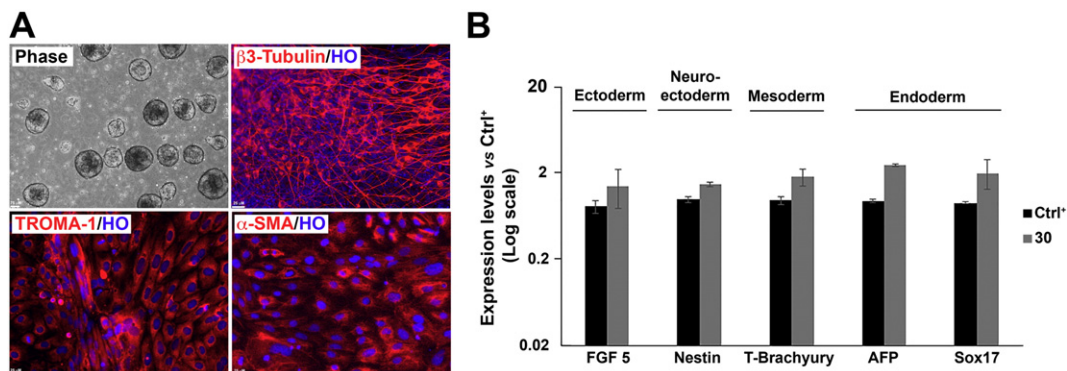 A
Phase
β3-Tubulin/HO
TROMA-1/HO
α-SMA/HO
B
Expression levels vs Ctrl⁺
(Log scale)
20
2
0.2
0.02
Ectoderm
Neuro-
ectoderm
Mesoderm
Endoderm
FGF 5
Nestin
T-Brachyury
AFP
Sox17
Ctrl⁺
30